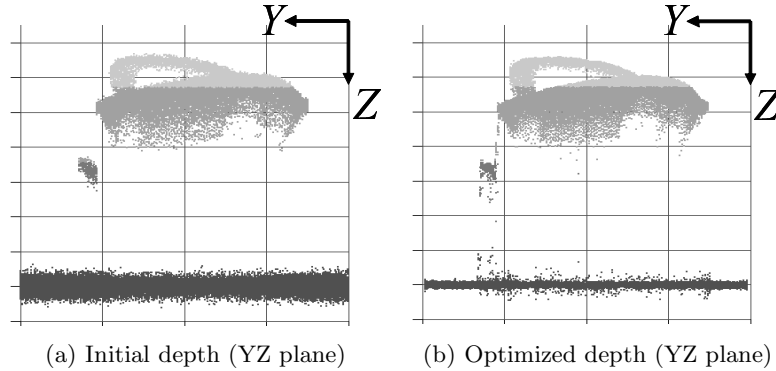 Y
Z
Y
Z
(a) Initial depth (YZ plane)
(b) Optimized depth (YZ plane)